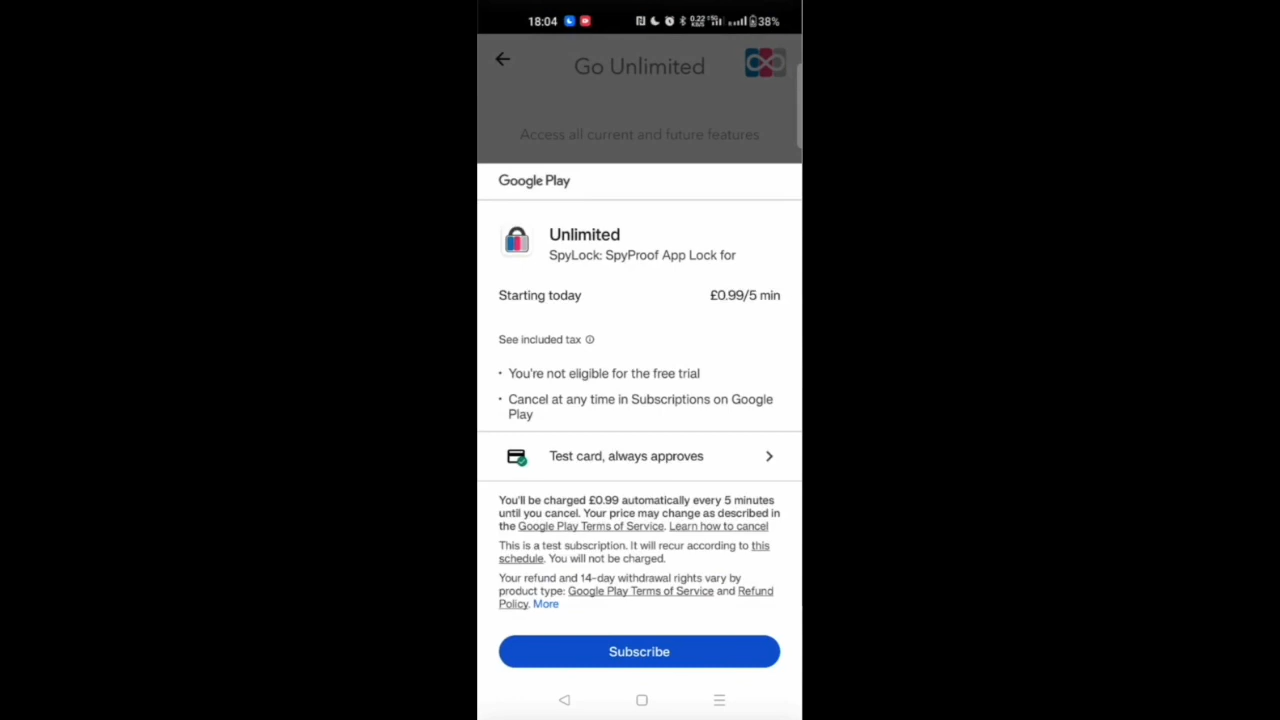 18:04 38%
Go Unlimited
Access all current and future features
Google Play
Unlimited
SpyLock: SpyProof App Lock for
Starting today £0.99/5 min
See included tax
• You're not eligible for the free trial
• Cancel at any time in Subscriptions on Google
Play
Test card, always approves
You'll be charged £0.99 automatically every 5 minutes
until you cancel. Your price may change as described in
the Google Play Terms of Service. Learn how to cancel
This is a test subscription. It will recur according to this
schedule. You will not be charged.
Your refund and 14-day withdrawal rights vary by
product type: Google Play Terms of Service and Refund
Policy. More
Subscribe